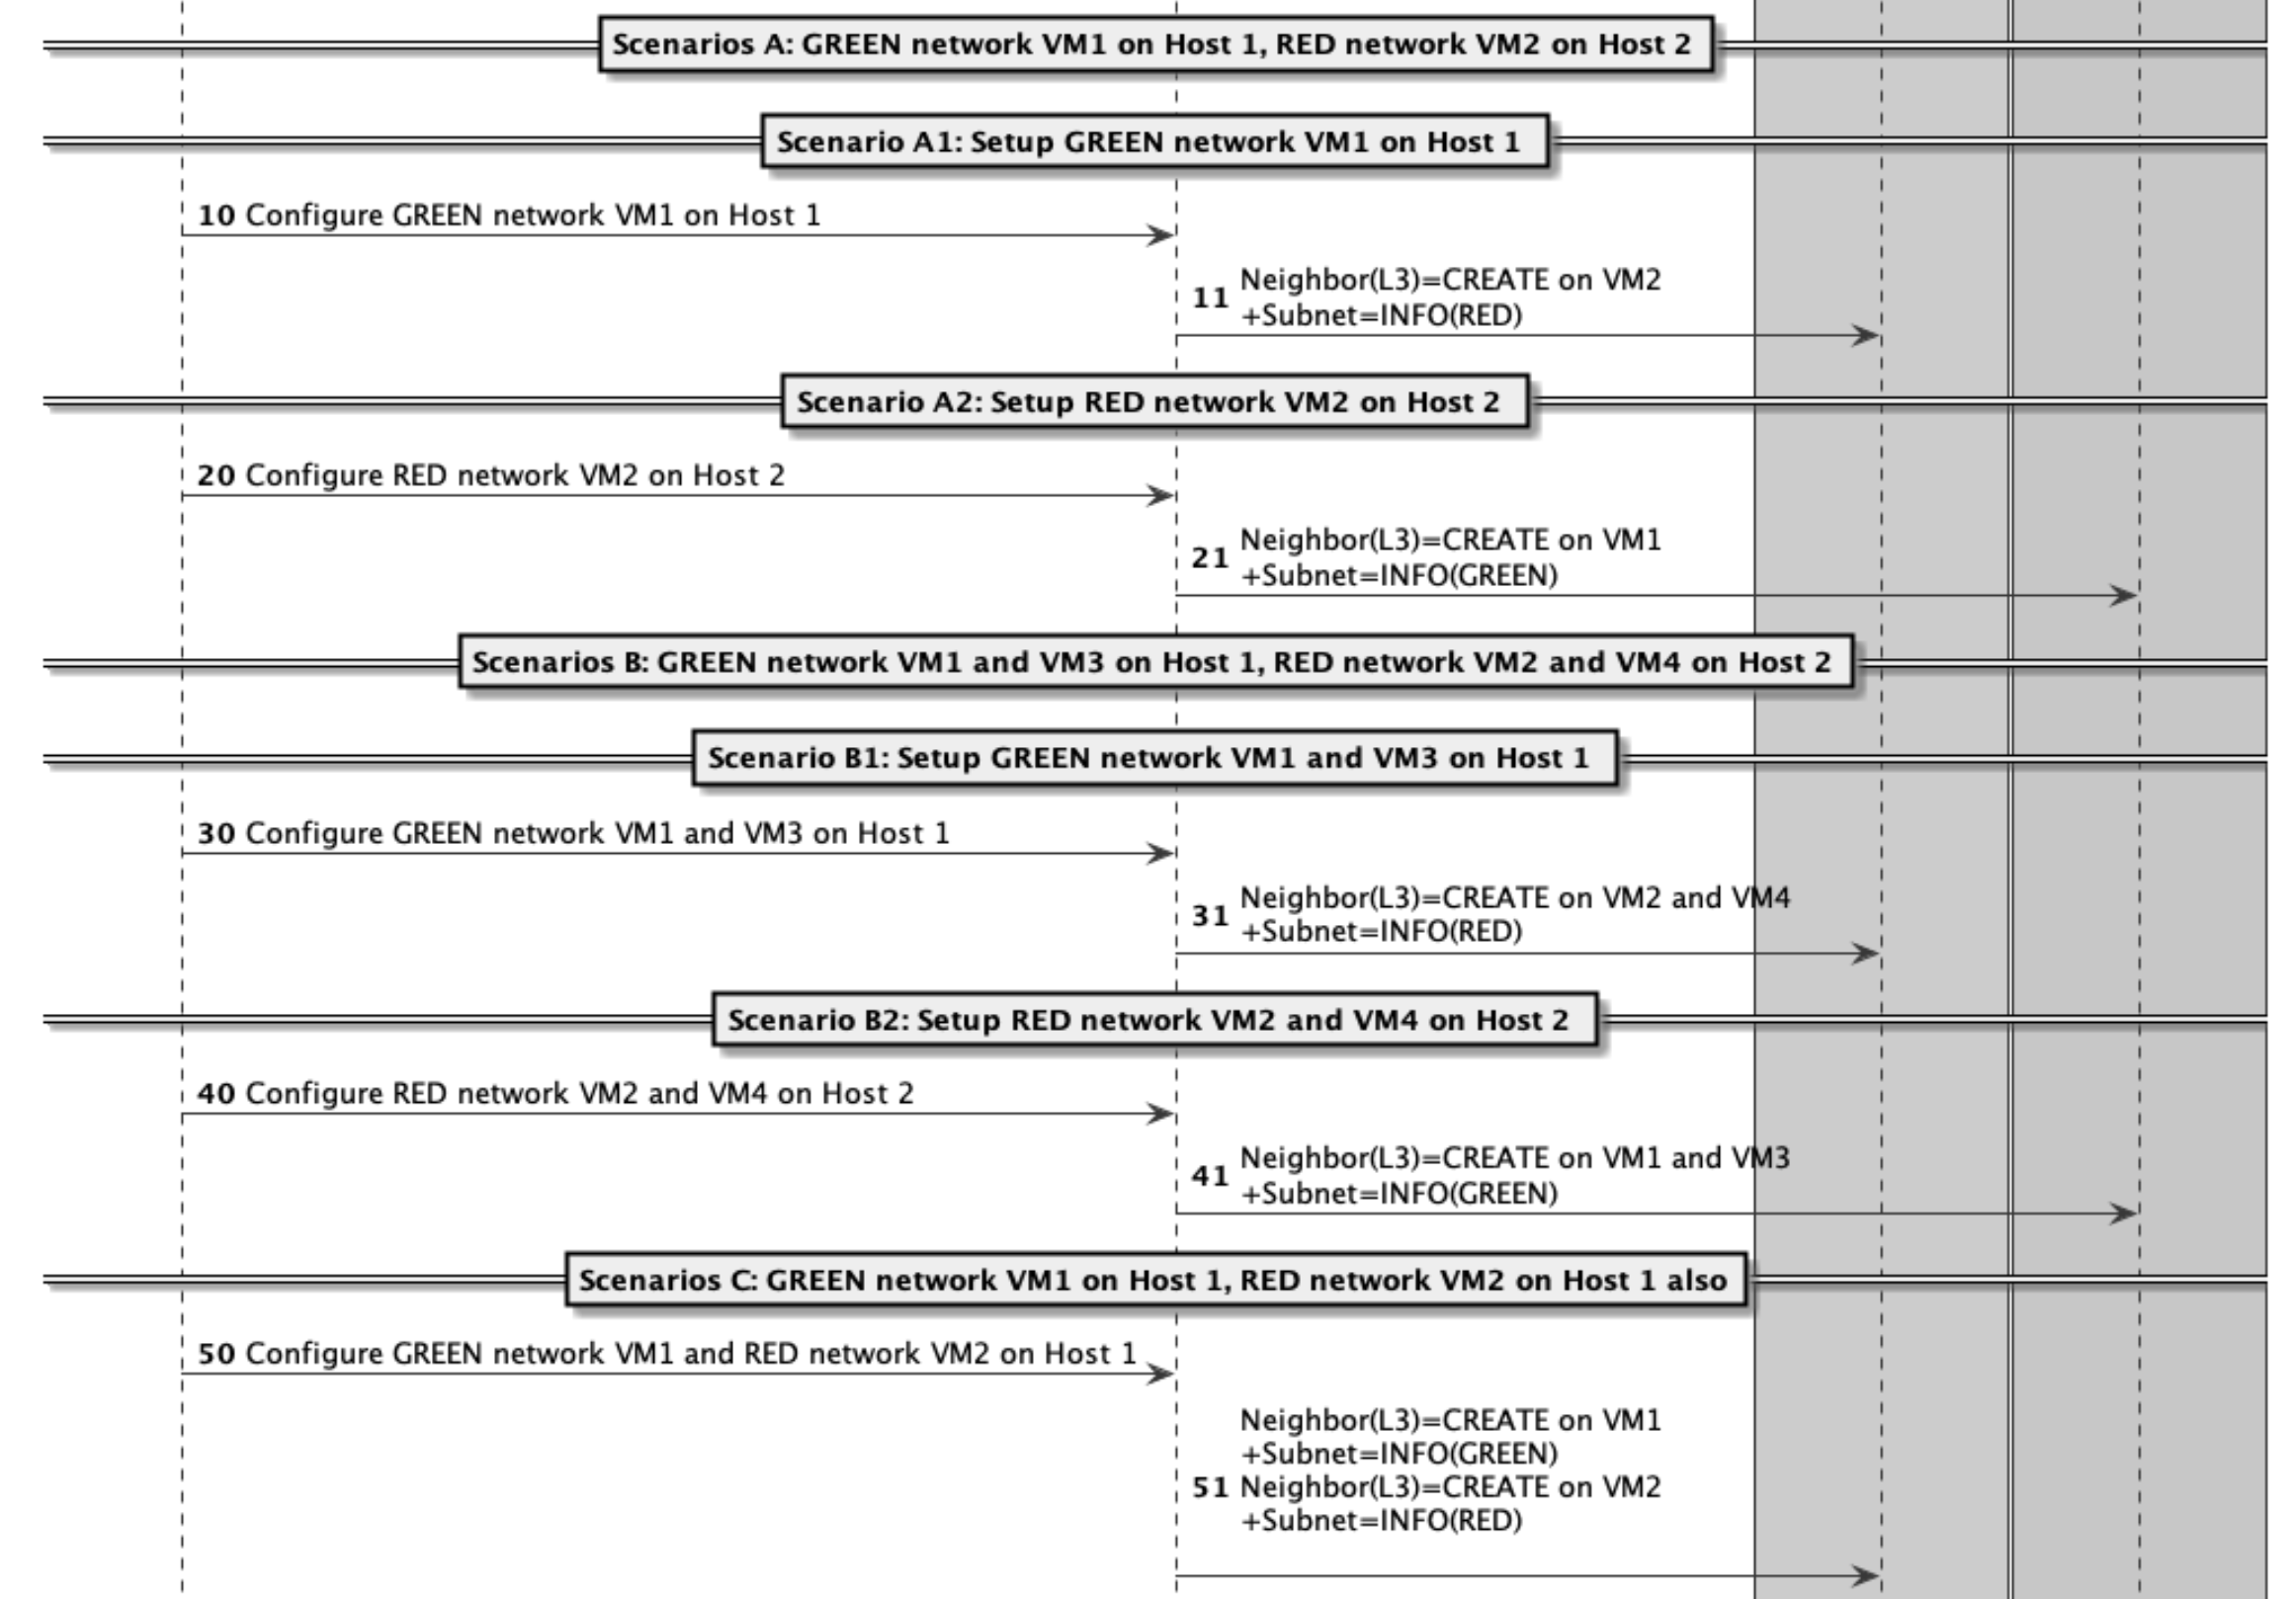 Scenarios A: GREEN network VM1 on Host 1, RED network VM2 on Host 2
Scenario A1: Setup GREEN network VM1 on Host 1
10 Configure GREEN network VM1 on Host 1
Neighbor(L3)=CREATE on VM2
11
+Subnet=INFO(RED)
Scenario A2: Setup RED network VM2 on Host 2
20 Configure RED network VM2 on Host 2
Neighbor(L3)=CREATE on VM1
21
+Subnet=INFO(GREEN)
Scenarios B: GREEN network VM1 and VM3 on Host 1, RED network VM2 and VM4 on Host 2
Scenario B1: Setup GREEN network VM1 and VM3 on Host 1
30 Configure GREEN network VM1 and VM3 on Host 1
Neighbor(L3)=CREATE on VM2 and VM4
31
+Subnet=INFO(RED)
Scenario B2: Setup RED network VM2 and VM4 on Host 2
40 Configure RED network VM2 and VM4 on Host 2
Neighbor(L3)=CREATE on VM1 and VM3
41
+Subnet=INFO(GREEN)
Scenarios C: GREEN network VM1 on Host 1, RED network VM2 on Host 1 also
50 Configure GREEN network VM1 and RED network VM2 on Host 1
Neighbor(L3)=CREATE on VM1
+Subnet=INFO(GREEN)
51 Neighbor(L3)=CREATE on VM2
+Subnet=INFO(RED)